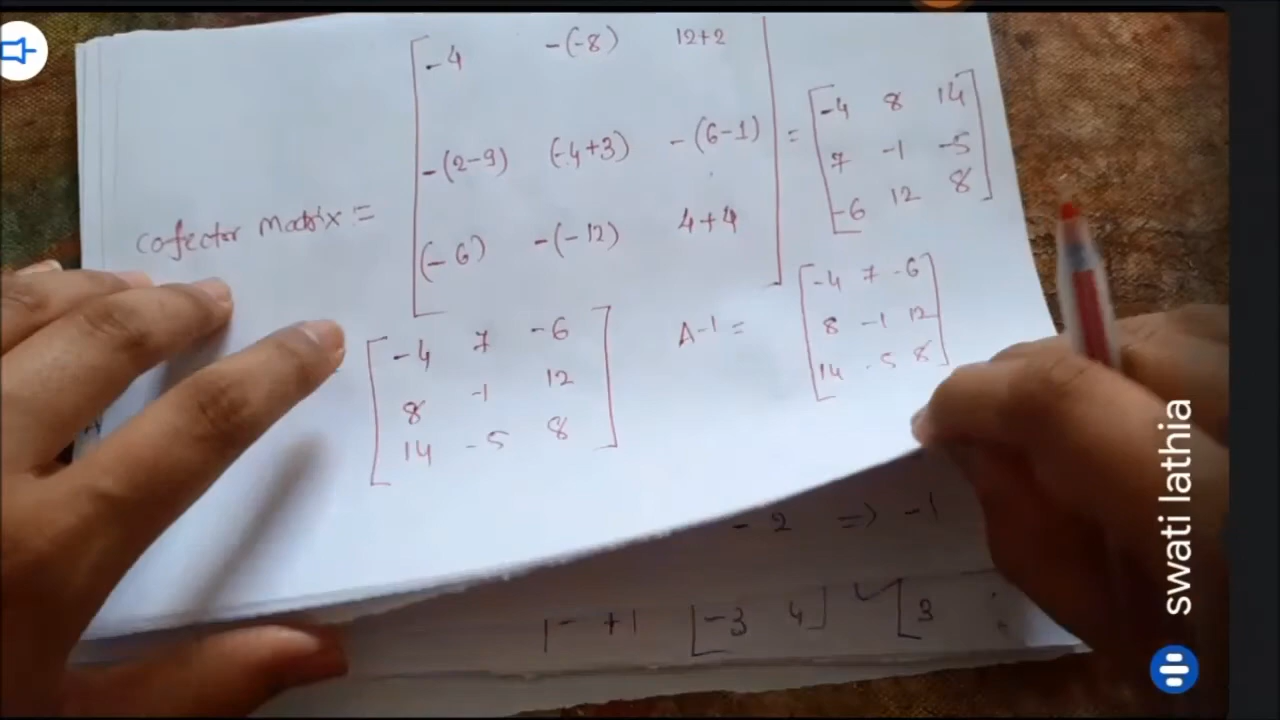 -4 -(-8) 12+2
-(2-9) (-4+3) -(6-1)
cofector matrix = (-6) -(-12) 4+4
= -4 8 14
7 -1 -5
-6 12 8
-4 7 -6
8 -1 12
14 -5 8
A-1 = -4 7 -6
8 -1 12
14 -5 8
- 2 => -1
+1 [-3 4] [3
swati lathia